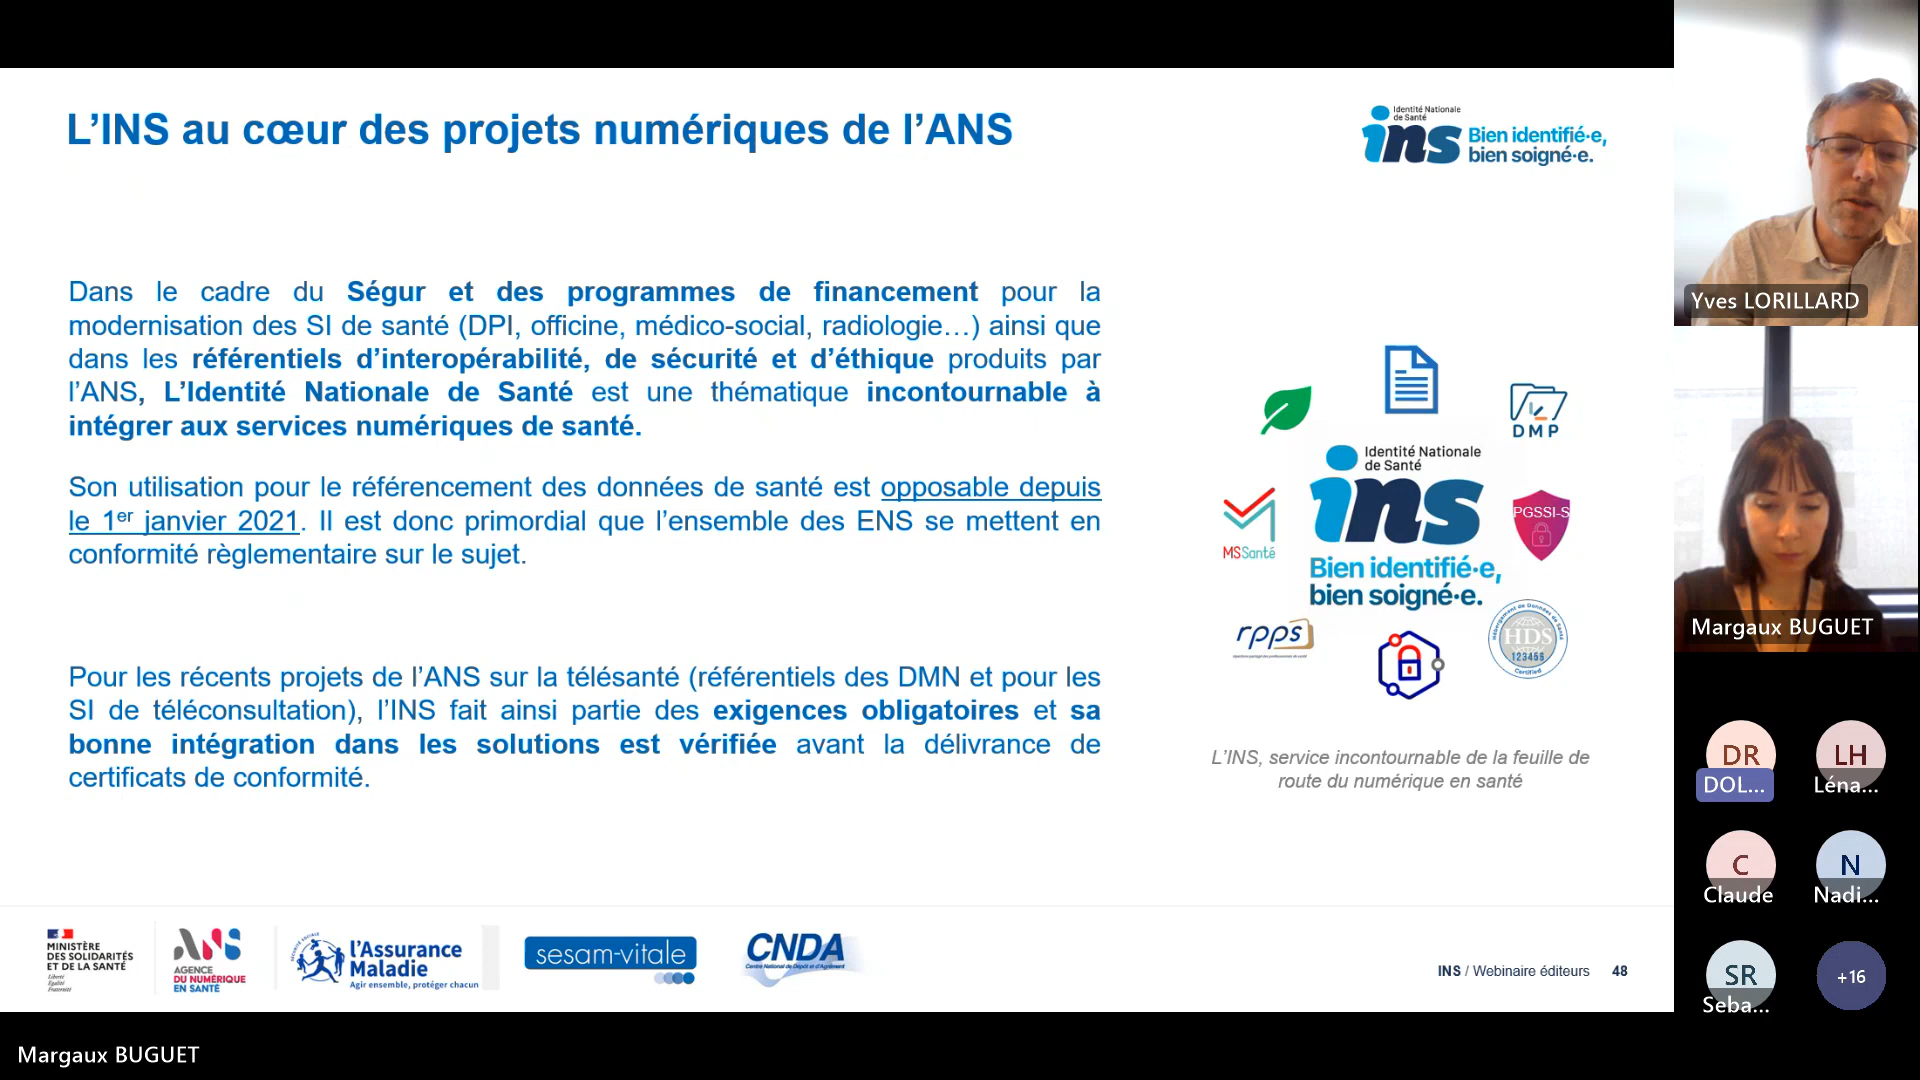 L’INS au cœur des projets numériques de l’ANS
Identité Nationale
de Santé
ins
Bien identifié·e,
bien soigné·e.
Dans le cadre du Ségur et des programmes de financement pour la
modernisation des SI de santé (DPI, officine, médico-social, radiologie…) ainsi que
dans les référentiels d’interopérabilité, de sécurité et d’éthique produits par
l’ANS, L’Identité Nationale de Santé est une thématique incontournable à
intégrer aux services numériques de santé.
Son utilisation pour le référencement des données de santé est opposable depuis
le 1er janvier 2021. Il est donc primordial que l’ensemble des ENS se mettent en
conformité règlementaire sur le sujet.
Pour les récents projets de l’ANS sur la télésanté (référentiels des DMN et pour les
SI de téléconsultation), l’INS fait ainsi partie des exigences obligatoires et sa
bonne intégration dans les solutions est vérifiée avant la délivrance de
certificats de conformité.
DMP
Identité Nationale
de Santé
ins
Bien identifié·e,
bien soigné·e.
MSSanté
PGSSI-S
rpps
Hébergement de Données de Santé
HDS
123456
Certified
L’INS, service incontournable de la feuille de
route du numérique en santé
MINISTÈRE
DES SOLIDARITÉS
ET DE LA SANTÉ
Liberté
Égalité
Fraternité
ANS
AGENCE
DU NUMÉRIQUE
EN SANTÉ
SÉCURITÉ SOCIALE
l’Assurance
Maladie
Agir ensemble, protéger chacun
sesam-vitale
CNDA
Centre National de Dépôt et d’Agrément
INS / Webinaire éditeurs 48
Yves LORILLARD
Margaux BUGUET
DR
DOL...
LH
Léna...
C
Claude
N
Nadi...
SR
Seba...
+16
Margaux BUGUET